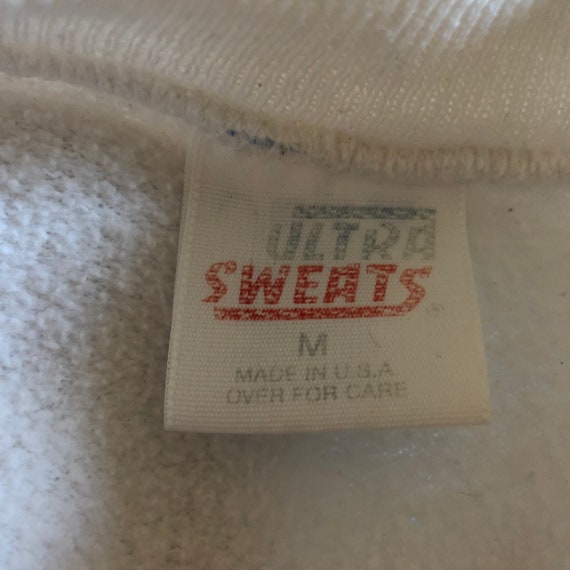 ULTRA
SWEATS
M
MADE IN U.S.A.
OVER FOR CARE